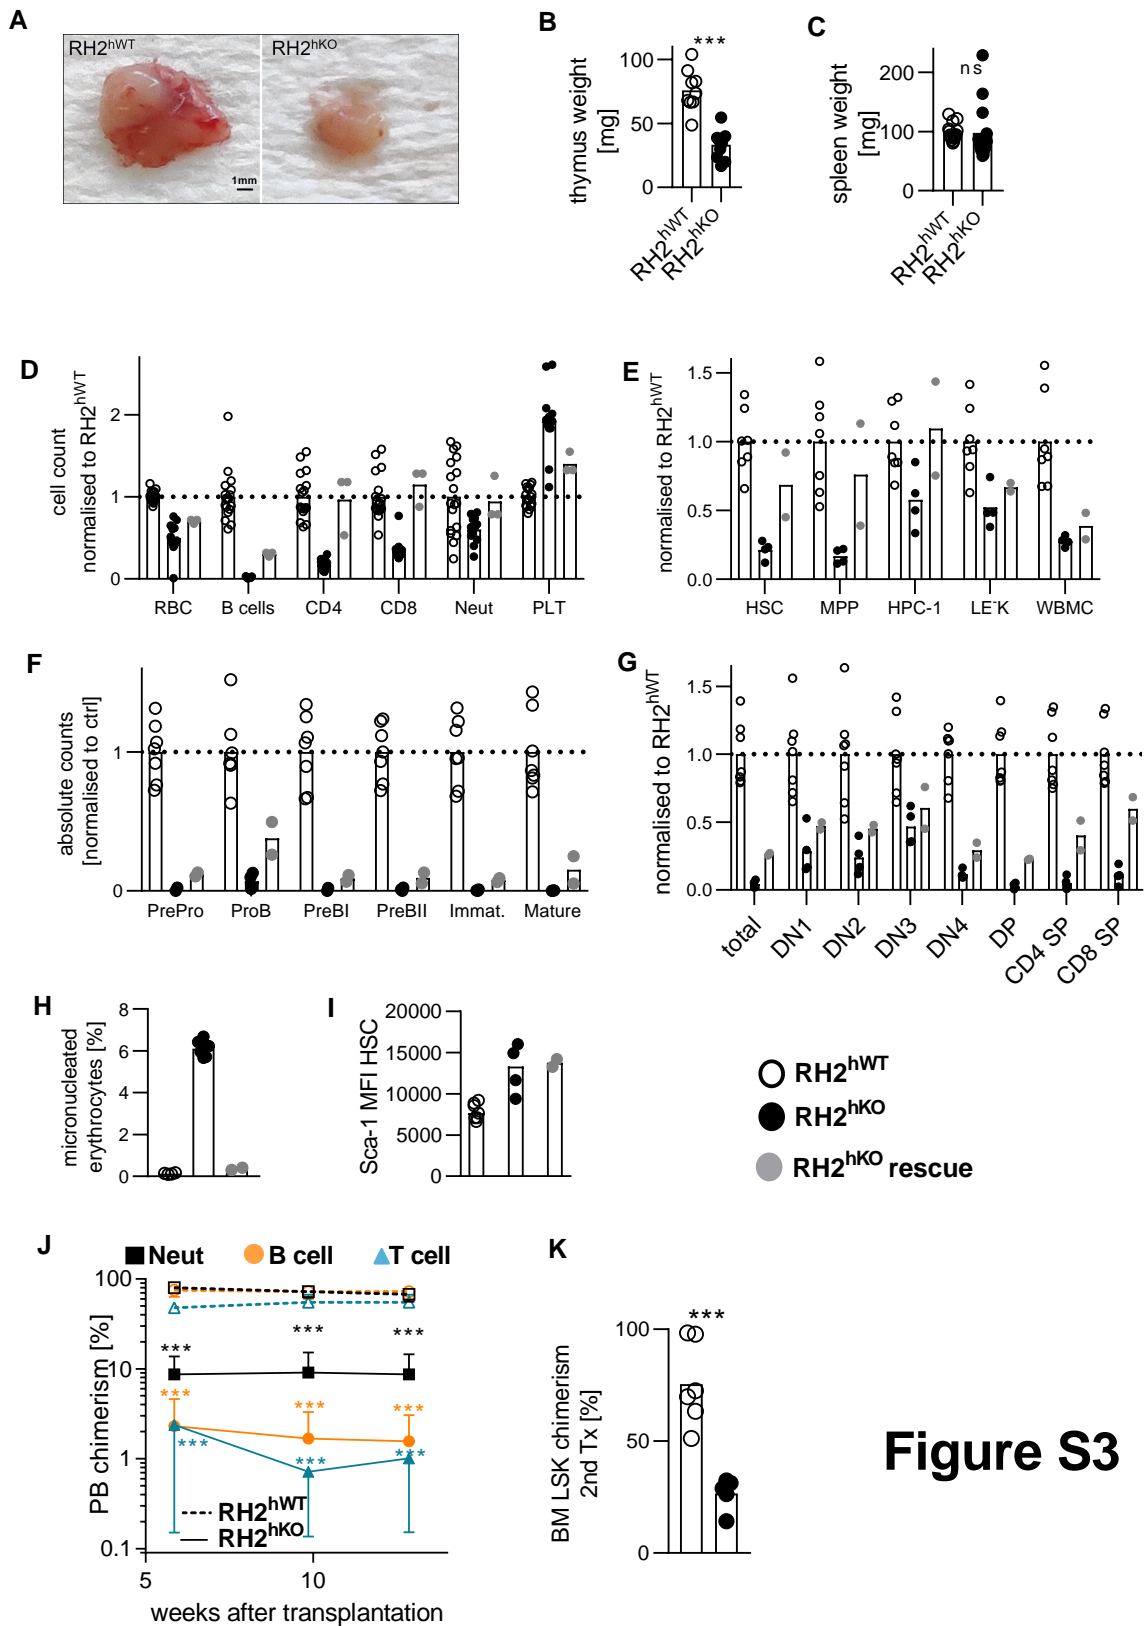 A
RH2hWT
RH2hKO
1mm
B
thymus weight
[mg]
100
50
0
***
RH2hWT
RH2hKO
C
spleen weight
[mg]
200
100
0
ns
RH2hWT
RH2hKO
D
cell count
normalised to RH2hWT
2
1
0
RBC B cells CD4 CD8 Neut PLT
E
normalised to RH2hWT
1.5
1.0
0.5
0.0
HSC MPP HPC-1 LE-K WBMC
F
absolute counts
[normalised to ctrl]
1
0
PrePro ProB PreBI PreBII Immat. Mature
G
normalised to RH2hWT
1.5
1.0
0.5
0.0
total DN1 DN2 DN3 DN4 DP CD4 SP CD8 SP
H
micronucleated
erythrocytes [%]
8
6
4
2
0
I
Sca-1 MFI HSC
20000
15000
10000
5000
0
RH2hWT
RH2hKO
RH2hKO rescue
J
Neut B cell T cell
PB chimerism [%]
100
10
1
0.1
*** *** ***
*** *** ***
*** *** ***
RH2hWT
RH2hKO
5 10
weeks after transplantation
K
BM LSK chimerism
2nd Tx [%]
100
50
0
***
Figure S3